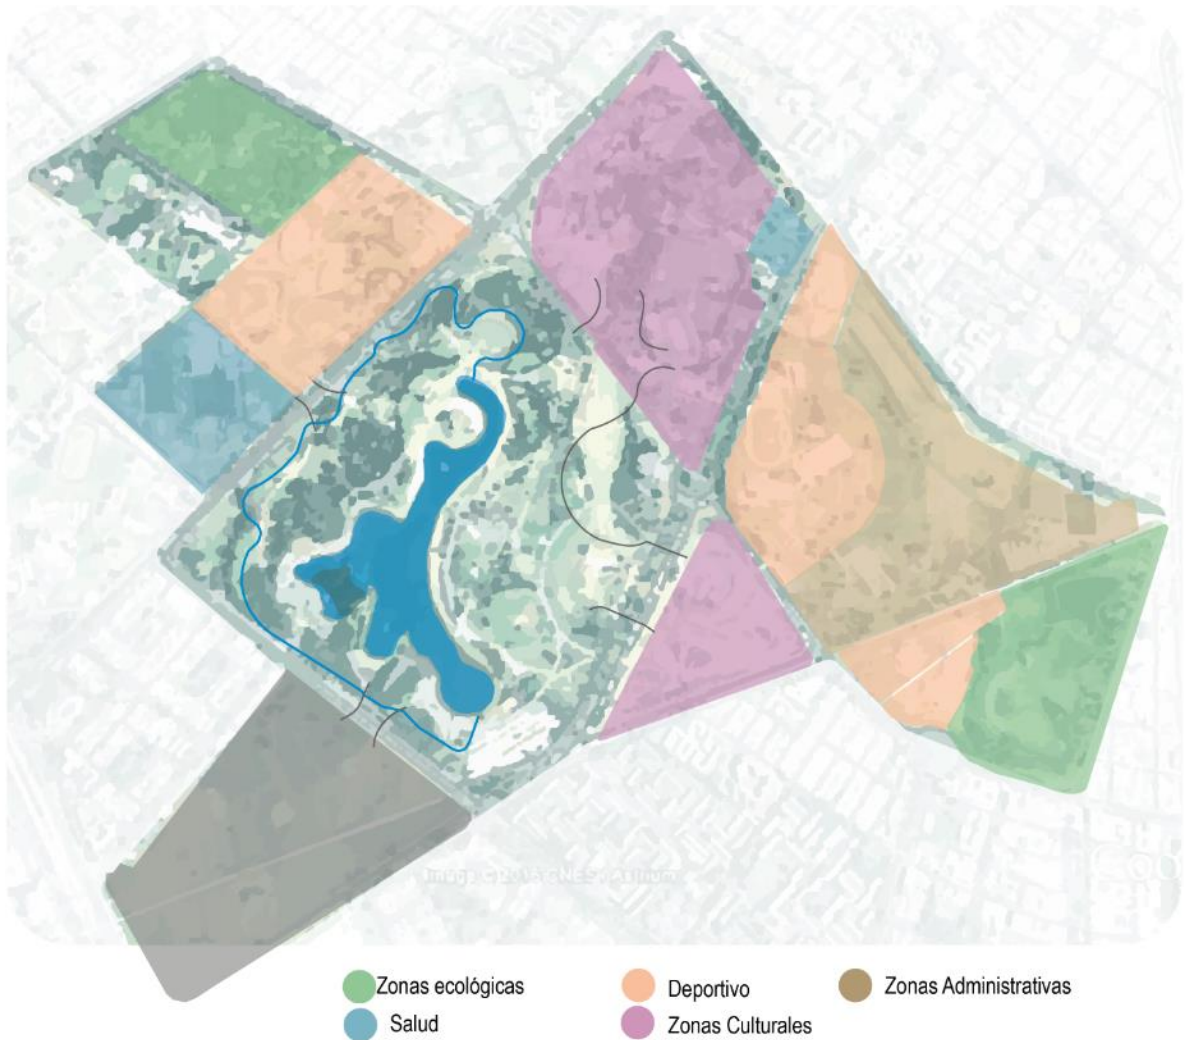 Zonas ecológicas
Deportivo
Zonas Administrativas
Salud
Zonas Culturales